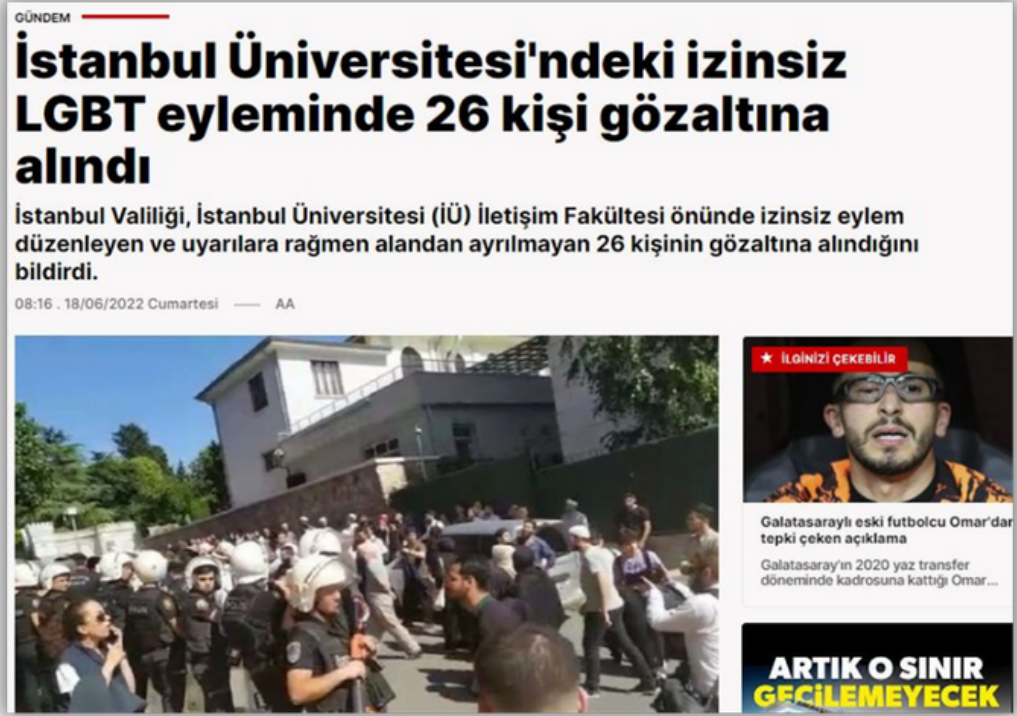 GÜNDEM
İstanbul Üniversitesi'ndeki izinsiz
LGBT eyleminde 26 kişi gözaltına
alındı
İstanbul Valiliği, İstanbul Üniversitesi (İÜ) İletişim Fakültesi önünde izinsiz eylem
düzenleyen ve uyarılara rağmen alandan ayrılmayan 26 kişinin gözaltına alındığını
bildirdi.
08:16 . 18/06/2022 Cumartesi — AA
★ İLGİNİZİ ÇEKEBİLİR
Galatasaraylı eski futbolcu Omar'dan
tepki çeken açıklama
Galatasaray'ın 2020 yaz transfer
döneminde kadrosuna kattığı Omar...
ARTIK O SINIR
GEÇİLEMEYECEK
POLİS